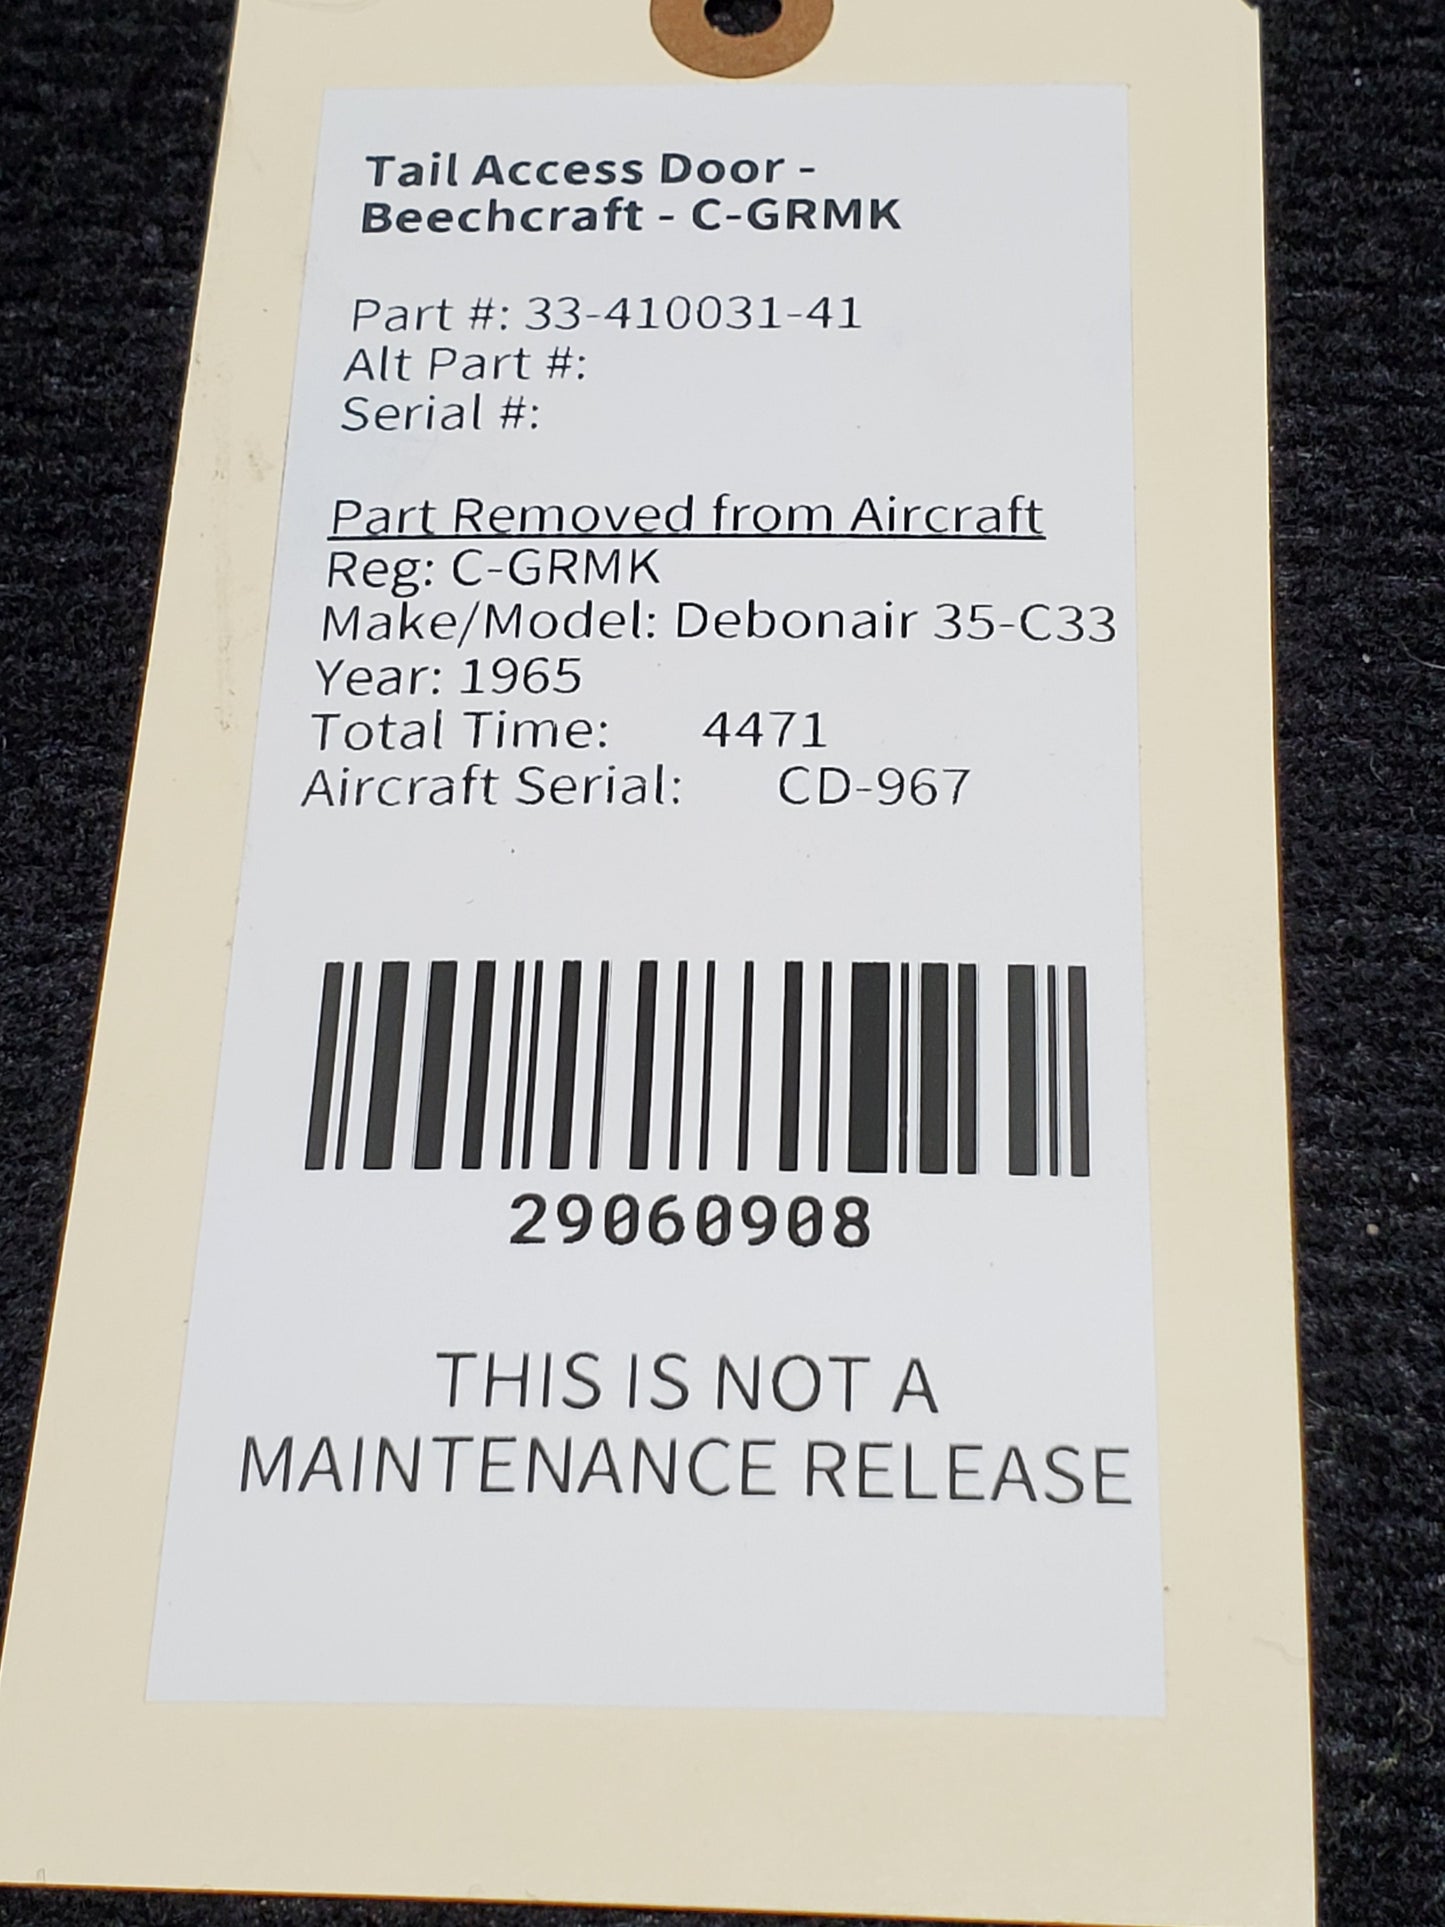 Tail Access Door -
Beechcraft - C-GRMK
Part #: 33-410031-41
Alt Part #:
Serial #:
Part Removed from Aircraft
Reg: C-GRMK
Make/Model: Debonair 35-C33
Year: 1965
Total Time: 4471
Aircraft Serial: CD-967
29060908
THIS IS NOT A
MAINTENANCE RELEASE